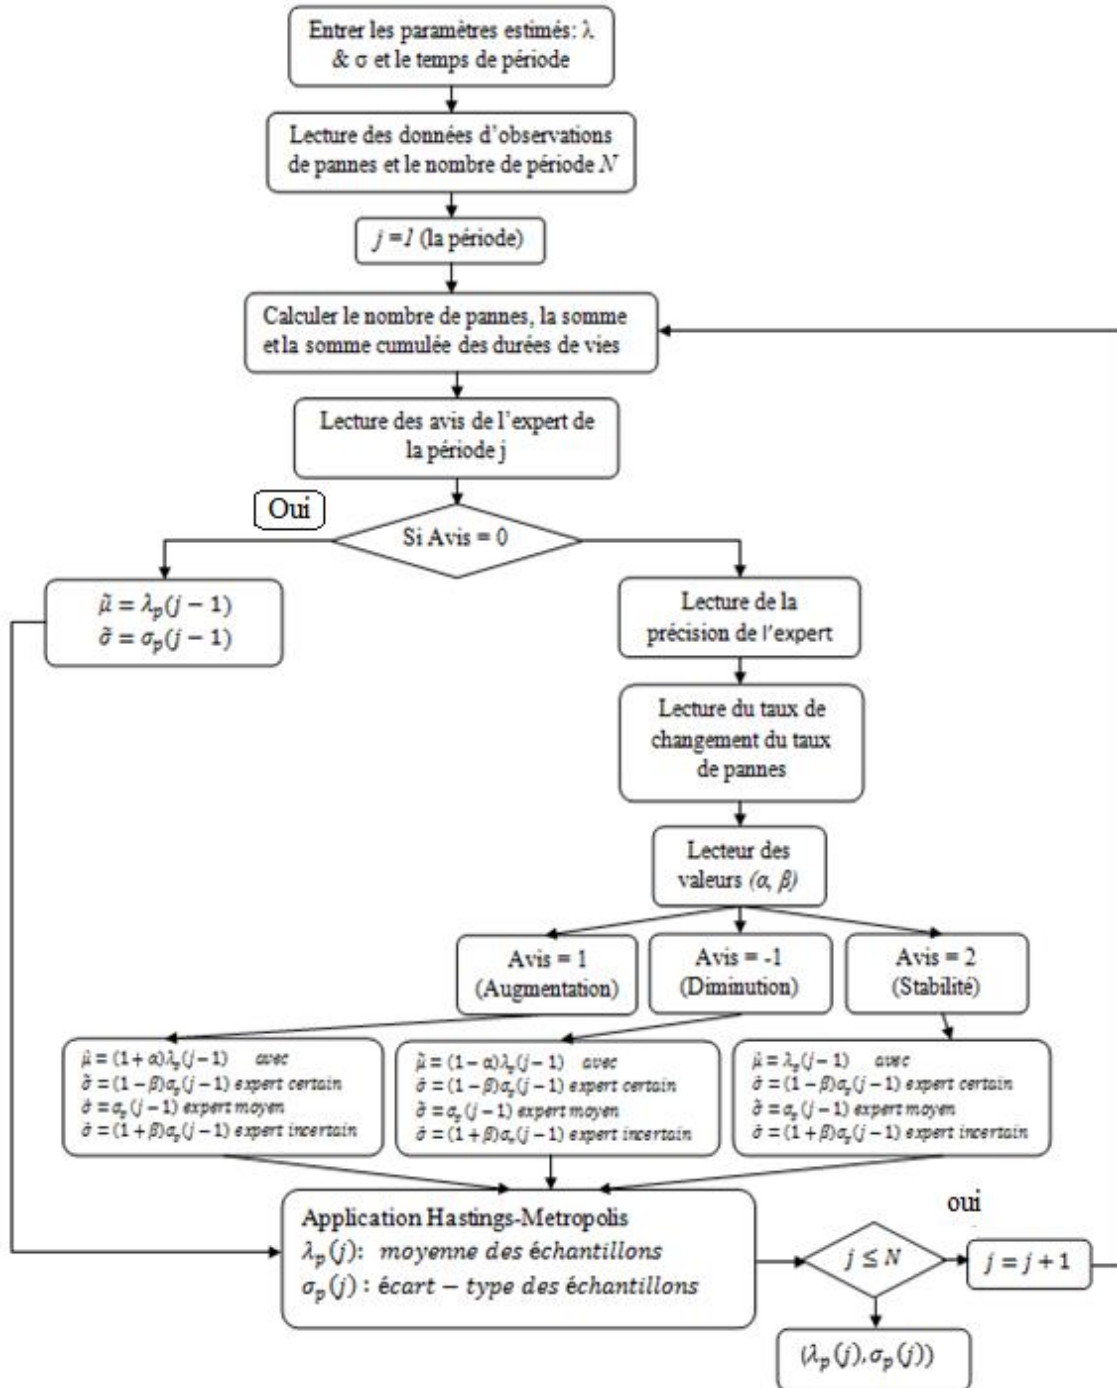 Entrer les paramètres estimés: λ
& σ et le temps de période
Lecture des données d'observations
de pannes et le nombre de période N
j =1 (la période)
Calculer le nombre de pannes, la somme
et la somme cumulée des durées de vies
Lecture des avis de l'expert de
la période j
Oui
Si Avis = 0
μ̃ = λₚ(j − 1)
σ̃ = σₚ(j − 1)
Lecture de la
précision de l'expert
Lecture du taux de
changement du taux
de pannes
Lecteur des
valeurs (α, β)
Avis = 1
(Augmentation)
Avis = -1
(Diminution)
Avis = 2
(Stabilité)
μ̃ = (1 + α)λₚ(j − 1) avec
σ̃ = (1 − β)σₚ(j − 1) expert certain
σ̃ = σₚ(j − 1) expert moyen
σ̃ = (1 + β)σₚ(j − 1) expert incertain
μ̃ = (1 − α)λₚ(j − 1) avec
σ̃ = (1 − β)σₚ(j − 1) expert certain
σ̃ = σₚ(j − 1) expert moyen
σ̃ = (1 + β)σₚ(j − 1) expert incertain
μ̃ = λₚ(j − 1) avec
σ̃ = (1 − β)σₚ(j − 1) expert certain
σ̃ = σₚ(j − 1) expert moyen
σ̃ = (1 + β)σₚ(j − 1) expert incertain
Application Hastings-Metropolis
λₚ(j): moyenne des échantillons
σₚ(j) : écart − type des échantillons
j ≤ N
oui
j = j + 1
(λₚ(j), σₚ(j))